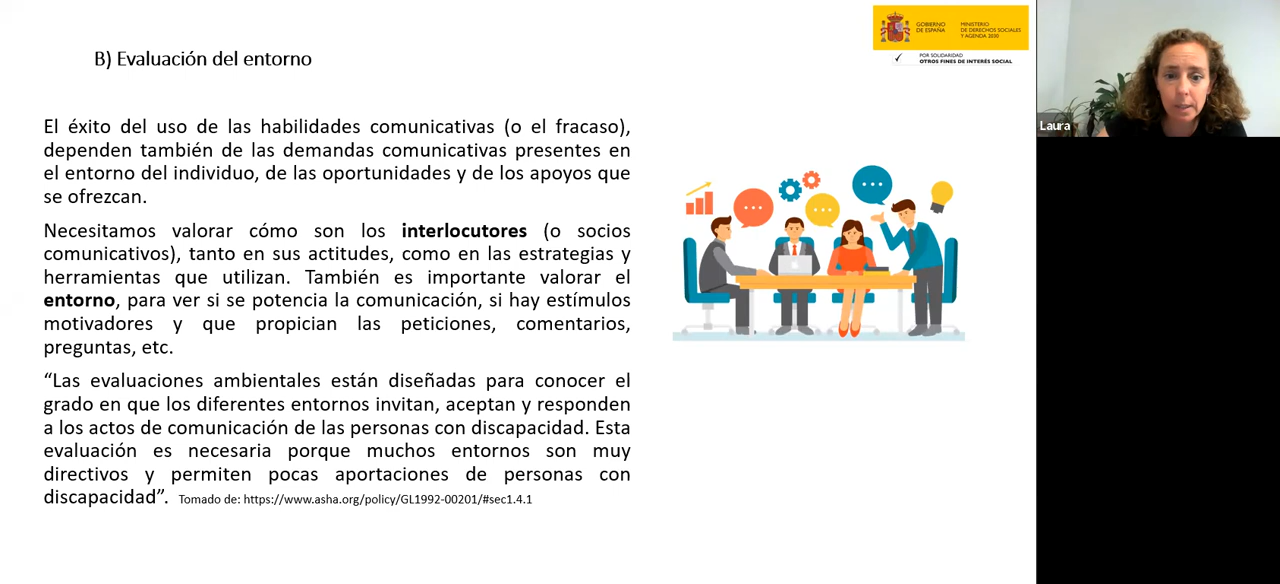 B) Evaluación del entorno
GOBIERNO
DE ESPAÑA
MINISTERIO
DE DERECHOS SOCIALES
Y AGENDA 2030
POR SOLIDARIDAD
OTROS FINES DE INTERÉS SOCIAL
El éxito del uso de las habilidades comunicativas (o el fracaso),
dependen también de las demandas comunicativas presentes en
el entorno del individuo, de las oportunidades y de los apoyos que
se ofrezcan.
Necesitamos valorar cómo son los interlocutores (o socios
comunicativos), tanto en sus actitudes, como en las estrategias y
herramientas que utilizan. También es importante valorar el
entorno, para ver si se potencia la comunicación, si hay estímulos
motivadores y que propician las peticiones, comentarios,
preguntas, etc.
“Las evaluaciones ambientales están diseñadas para conocer el
grado en que los diferentes entornos invitan, aceptan y responden
a los actos de comunicación de las personas con discapacidad. Esta
evaluación es necesaria porque muchos entornos son muy
directivos y permiten pocas aportaciones de personas con
discapacidad”. Tomado de: https://www.asha.org/policy/GL1992-00201/#sec1.4.1
Laura